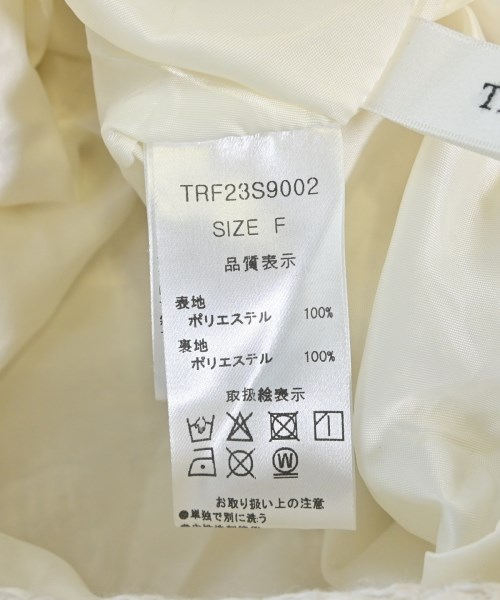 T
TRF23S9002
SIZE F
品質表示
表地
ポリエステル 100%
裏地
ポリエステル 100%
取扱絵表示
W
お取り扱い上の注意
●単独で別に洗う